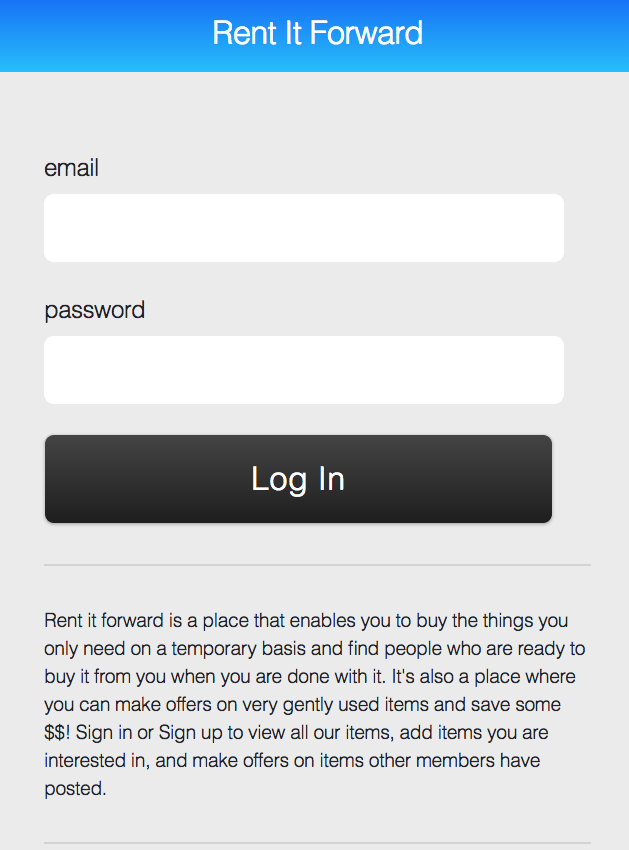 Rent It Forward
email
password
Log In
Rent it forward is a place that enables you to buy the things you
only need on a temporary basis and find people who are ready to
buy it from you when you are done with it. It's also a place where
you can make offers on very gently used items and save some
$$! Sign in or Sign up to view all our items, add items you are
interested in, and make offers on items other members have
posted.